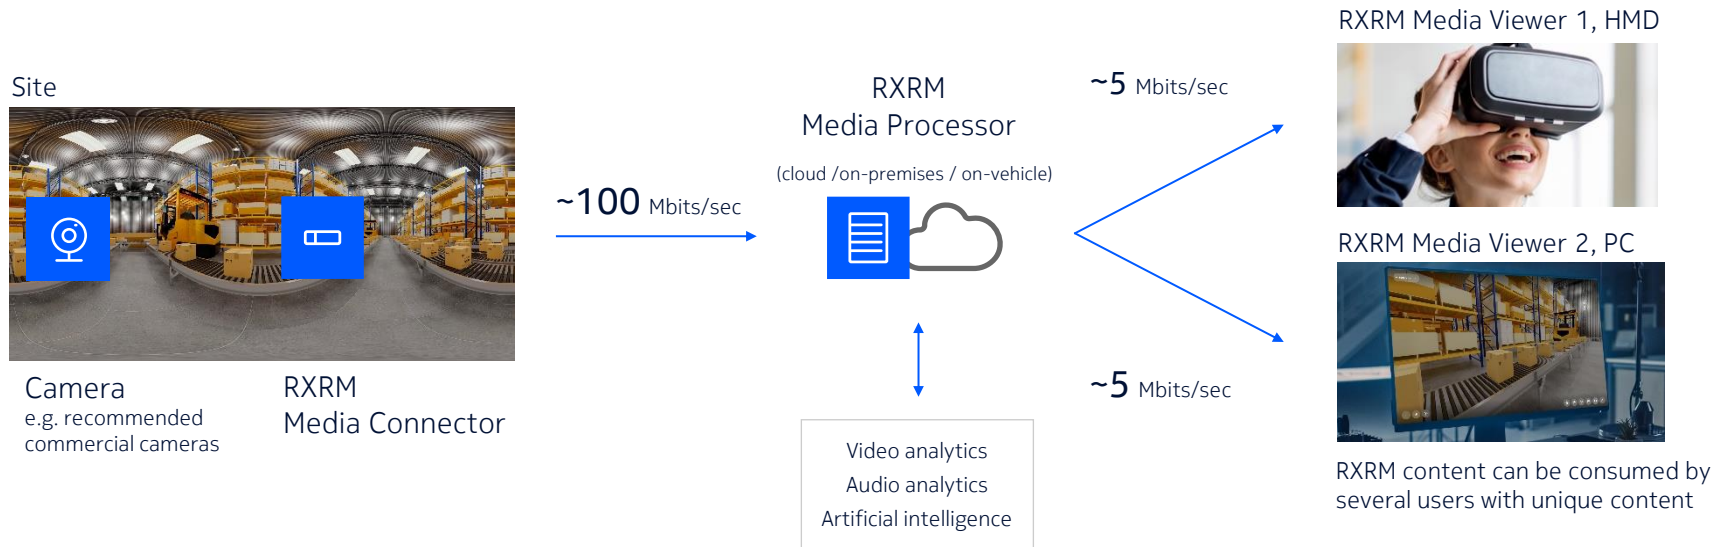 Site
Camera
e.g. recommended
commercial cameras
RXRM
Media Connector
~100 Mbits/sec
RXRM
Media Processor
(cloud /on-premises / on-vehicle)
Video analytics
Audio analytics
Artificial intelligence
~5 Mbits/sec
~5 Mbits/sec
RXRM Media Viewer 1, HMD
RXRM Media Viewer 2, PC
RXRM content can be consumed by
several users with unique content